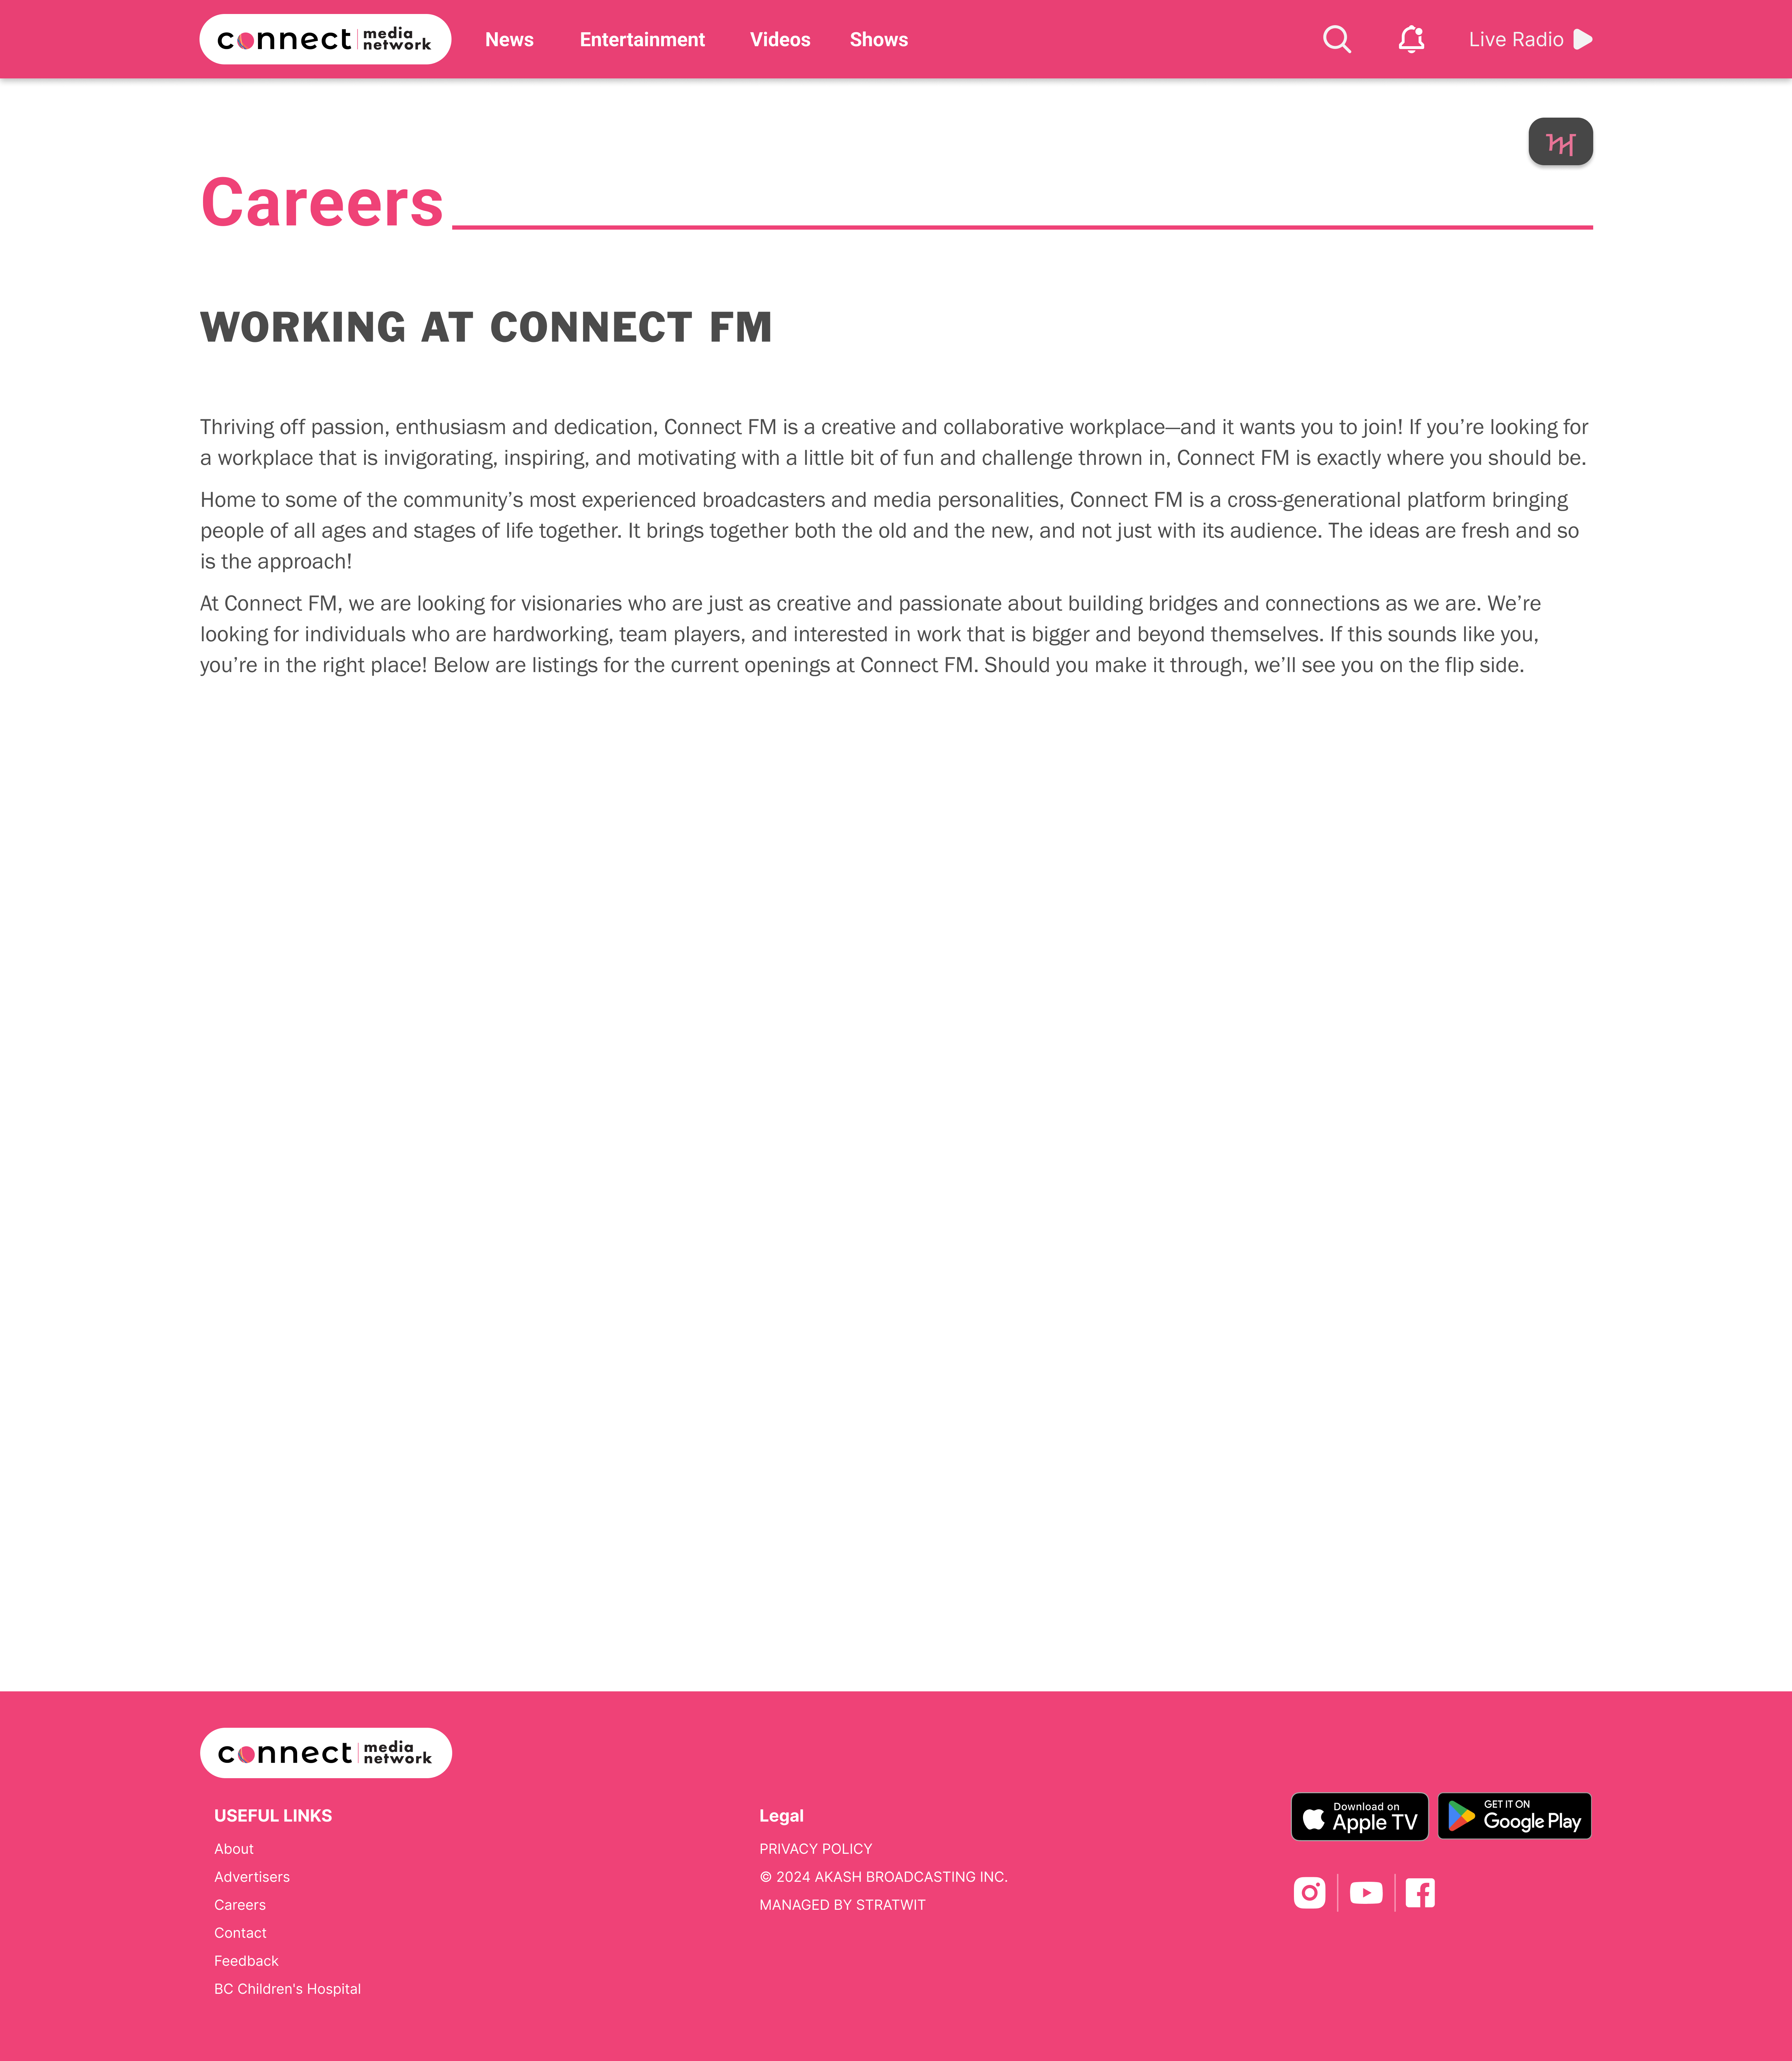 connect media network
News Entertainment Videos Shows Live Radio
ਅ
Careers
WORKING AT CONNECT FM
Thriving off passion, enthusiasm and dedication, Connect FM is a creative and collaborative workplace—and it wants you to join! If you’re looking for
a workplace that is invigorating, inspiring, and motivating with a little bit of fun and challenge thrown in, Connect FM is exactly where you should be.
Home to some of the community’s most experienced broadcasters and media personalities, Connect FM is a cross-generational platform bringing
people of all ages and stages of life together. It brings together both the old and the new, and not just with its audience. The ideas are fresh and so
is the approach!
At Connect FM, we are looking for visionaries who are just as creative and passionate about building bridges and connections as we are. We’re
looking for individuals who are hardworking, team players, and interested in work that is bigger and beyond themselves. If this sounds like you,
you’re in the right place! Below are listings for the current openings at Connect FM. Should you make it through, we’ll see you on the flip side.
connect media network
USEFUL LINKS
About
Advertisers
Careers
Contact
Feedback
BC Children's Hospital
Legal
PRIVACY POLICY
© 2024 AKASH BROADCASTING INC.
MANAGED BY STRATWIT
Download on
Apple TV
GET IT ON
Google Play